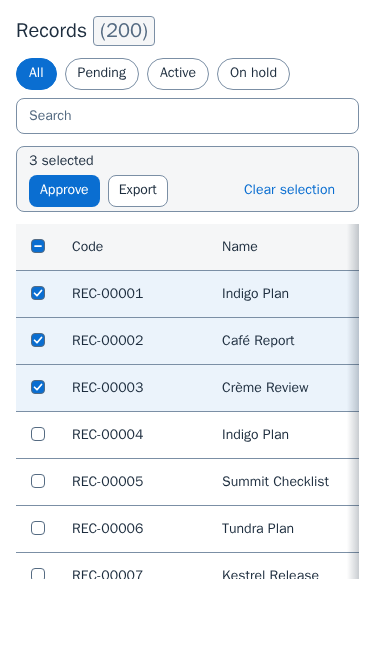 Records (200)
All Pending Active On hold
Search
3 selected
Approve Export Clear selection
Code Name
REC-00001 Indigo Plan
REC-00002 Café Report
REC-00003 Crème Review
REC-00004 Indigo Plan
REC-00005 Summit Checklist
REC-00006 Tundra Plan
REC-00007 Kestrel Release